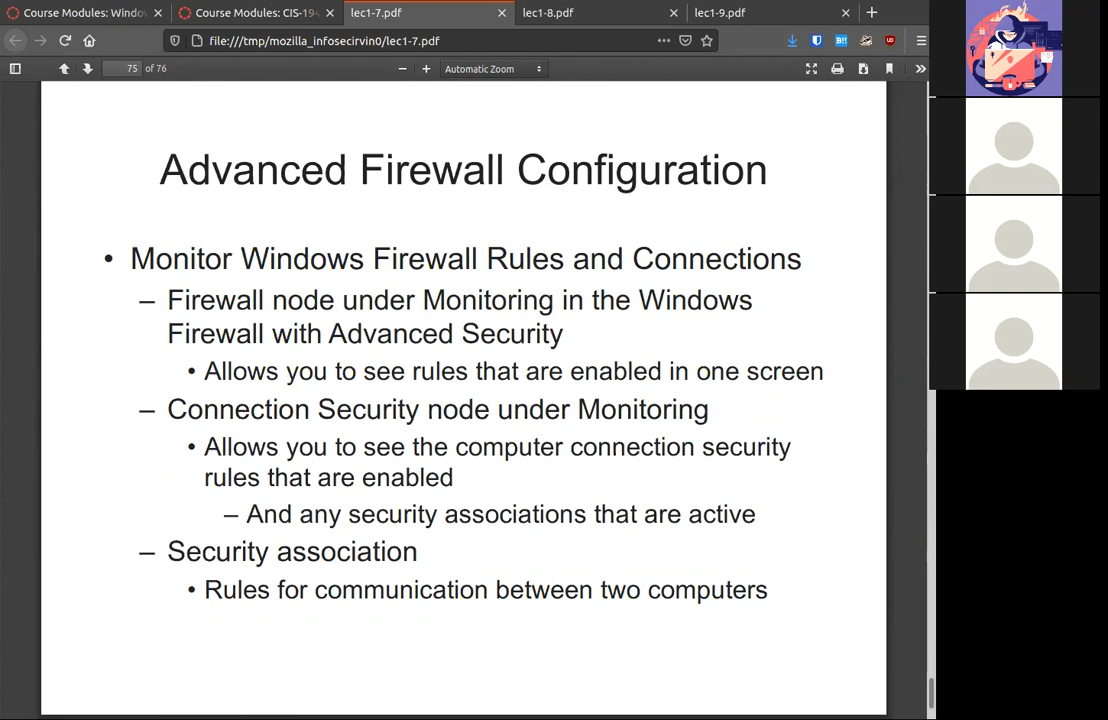 Course Modules: Windo
Course Modules: CIS-194
lec1-7.pdf
lec1-8.pdf
lec1-9.pdf
file:///tmp/mozilla_infosecirvin0/lec1-7.pdf
75 of 76
Automatic Zoom
Advanced Firewall Configuration
• Monitor Windows Firewall Rules and Connections
– Firewall node under Monitoring in the Windows
Firewall with Advanced Security
• Allows you to see rules that are enabled in one screen
– Connection Security node under Monitoring
• Allows you to see the computer connection security
rules that are enabled
– And any security associations that are active
– Security association
• Rules for communication between two computers